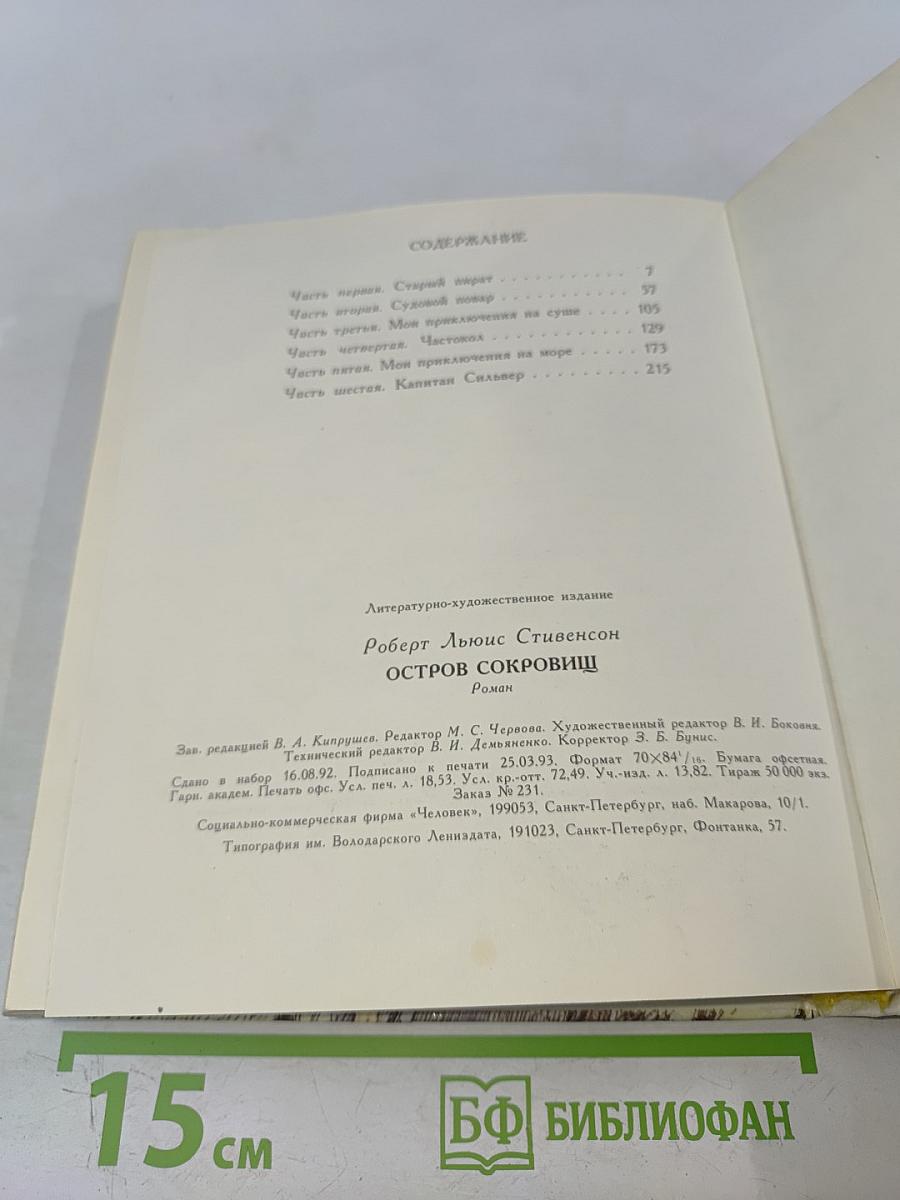 СОДЕРЖАНИЕ
Часть первая. Старый пират . . . . . . . . . . . 7
Часть вторая. Судовой повар . . . . . . . . . . . 57
Часть третья. Мои приключения на суше . . . . 105
Часть четвертая. Частокол . . . . . . . . . . . . 129
Часть пятая. Мои приключения на море . . . . . 173
Часть шестая. Капитан Сильвер . . . . . . . . . 215
Литературно-художественное издание
Роберт Льюис Стивенсон
ОСТРОВ СОКРОВИЩ
Роман
Зав. редакцией В. А. Кипрушев. Редактор М. С. Червова. Художественный редактор В. И. Боковня.
Технический редактор В. И. Демьяненко. Корректор З. Б. Бунис.
Сдано в набор 16.08.92. Подписано к печати 25.03.93. Формат 70×84¹/₁₆. Бумага офсетная.
Гарн. академ. Печать офс. Усл. печ. л. 18,53. Усл. кр.-отт. 72,49. Уч.-изд. л. 13,82. Тираж 50 000 экз.
Заказ № 231.
Социально-коммерческая фирма «Человек», 199053, Санкт-Петербург, наб. Макарова, 10/1.
Типография им. Володарского Лениздата, 191023, Санкт-Петербург, Фонтанка, 57.
15 см
БФ БИБЛИОФАН